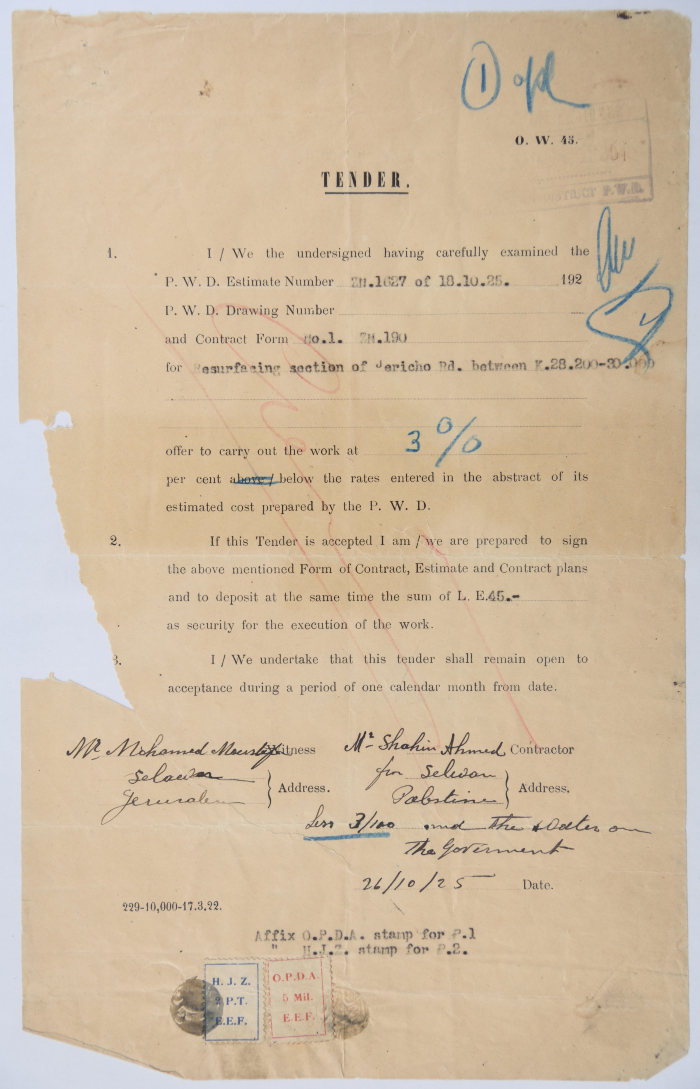 1
O. W. 45.
TENDER.
DISTRICT P.W.D.
1. I / We the undersigned having carefully examined the
P. W. D. Estimate Number ZH.1627 of 18.10.25. 192
P. W. D. Drawing Number
and Contract Form No.1. ZH.190
for Resurfacing section of Jericho Rd. between K.28.200-30.000
offer to carry out the work at 3%
per cent above / below the rates entered in the abstract of its
estimated cost prepared by the P. W. D.
2. If this Tender is accepted I am / we are prepared to sign
the above mentioned Form of Contract, Estimate and Contract plans
and to deposit at the same time the sum of L. E.45.-
as security for the execution of the work.
3. I / We undertake that this tender shall remain open to
acceptance during a period of one calendar month from date.
Mr. Mohamed Witness Mr Shahin Ahmed Contractor
Jerusalem Address. for Selwan Address.
less 3/100 and the Water on
the Goverment
26/10/25 Date.
229-10,000-17.3.22.
Affix O.P.D.A. stamp for P.1
" H.J.Z. stamp for P.2.
H. J. Z. O.P.D.A.
2 P.T. 5 Mil.
E.E.F. E.E.F.